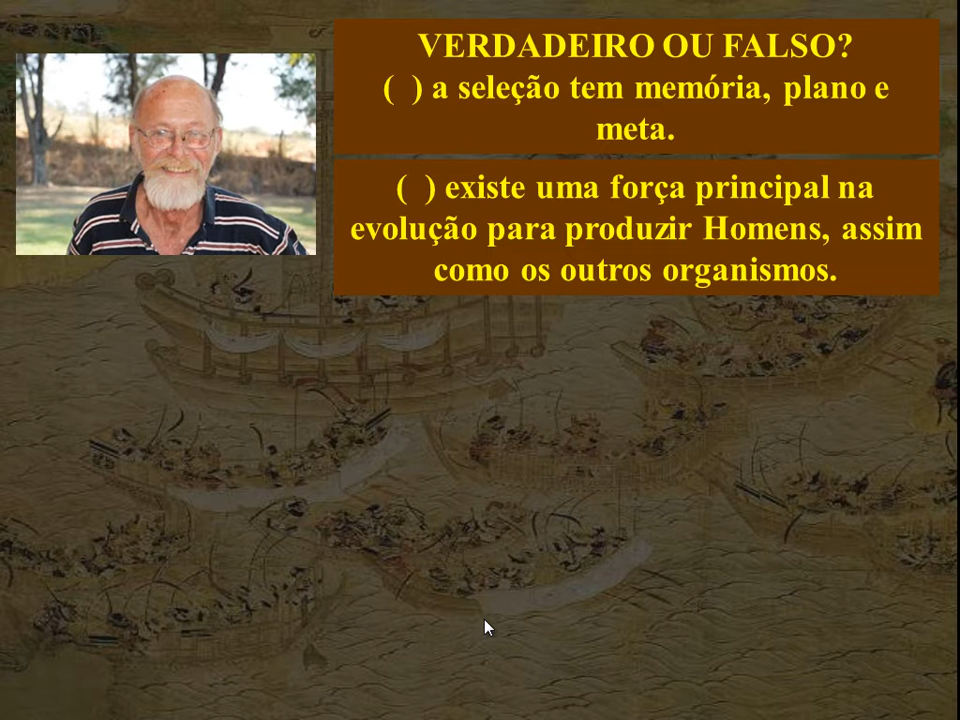 VERDADEIRO OU FALSO?
( ) a seleção tem memória, plano e
meta.
( ) existe uma força principal na
evolução para produzir Homens, assim
como os outros organismos.